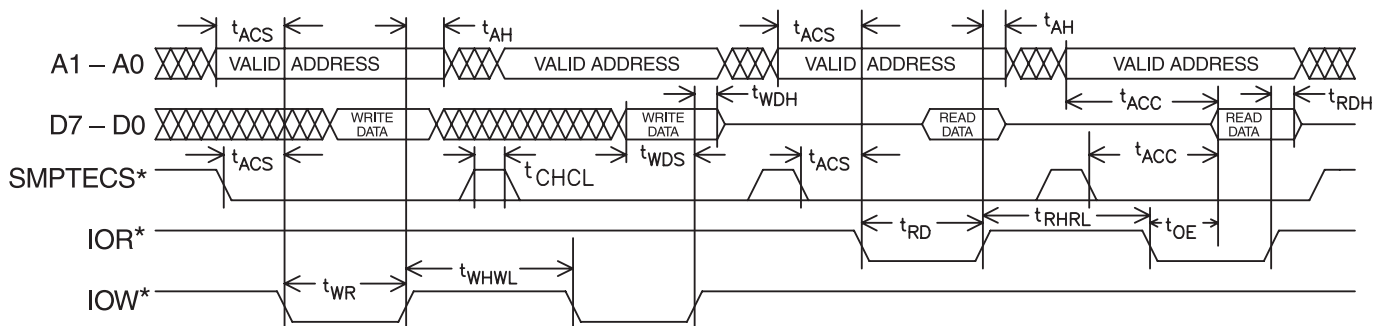 tACS tAH tACS tAH
A1 – A0 VALID ADDRESS VALID ADDRESS VALID ADDRESS VALID ADDRESS
tWDH tACC tRDH
D7 – D0 WRITE DATA WRITE DATA READ DATA READ DATA
tACS tCHCL tWDS tACS tACC
SMPTECS*
IOR* tRD tRHRL tOE
IOW* tWR tWHWL